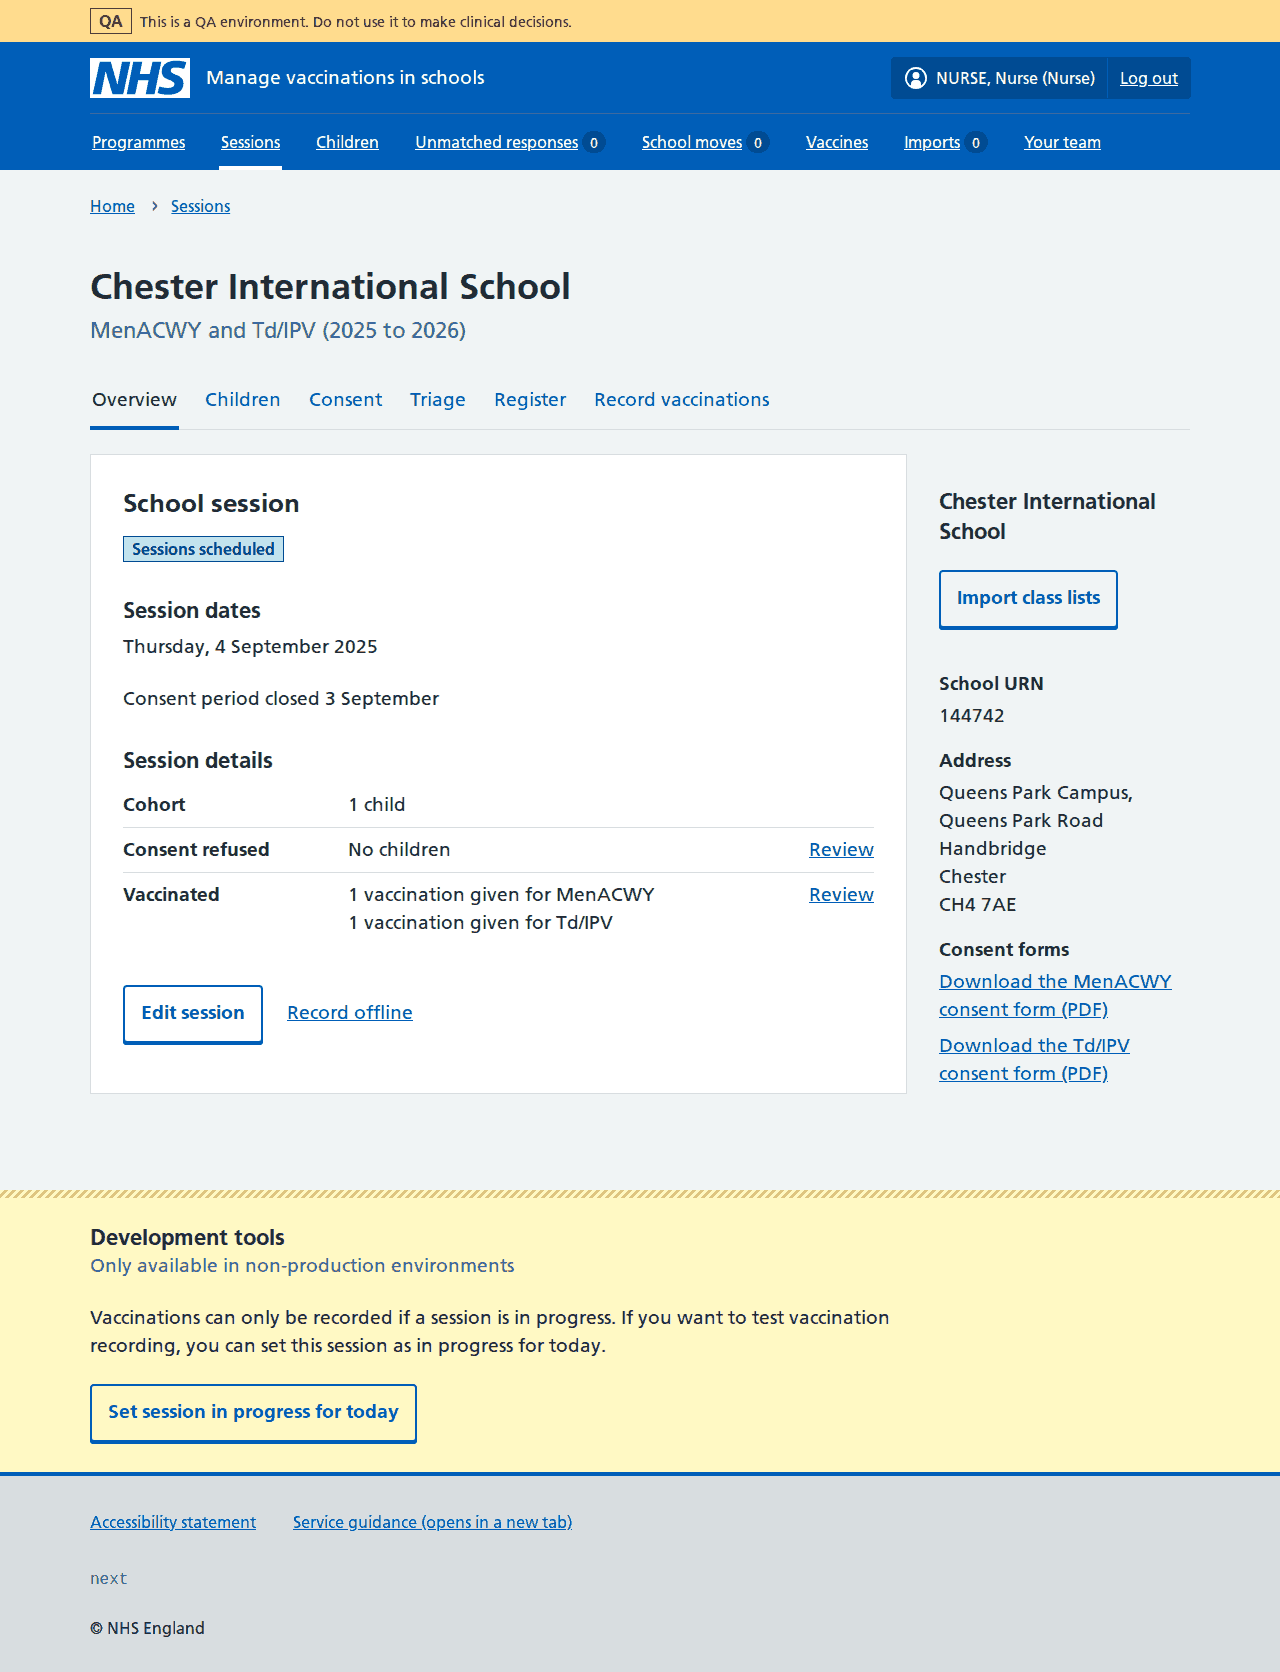 QA This is a QA environment. Do not use it to make clinical decisions.
NHS Manage vaccinations in schools NURSE, Nurse (Nurse) Log out
Programmes Sessions Children Unmatched responses 0 School moves 0 Vaccines Imports 0 Your team
Home › Sessions
Chester International School
MenACWY and Td/IPV (2025 to 2026)
Overview Children Consent Triage Register Record vaccinations
School session
Sessions scheduled
Session dates
Thursday, 4 September 2025
Consent period closed 3 September
Session details
Cohort 1 child
Consent refused No children Review
Vaccinated 1 vaccination given for MenACWY Review
1 vaccination given for Td/IPV
Edit session Record offline
Chester International
School
Import class lists
School URN
144742
Address
Queens Park Campus,
Queens Park Road
Handbridge
Chester
CH4 7AE
Consent forms
Download the MenACWY
consent form (PDF)
Download the Td/IPV
consent form (PDF)
Development tools
Only available in non-production environments
Vaccinations can only be recorded if a session is in progress. If you want to test vaccination
recording, you can set this session as in progress for today.
Set session in progress for today
Accessibility statement Service guidance (opens in a new tab)
next
© NHS England